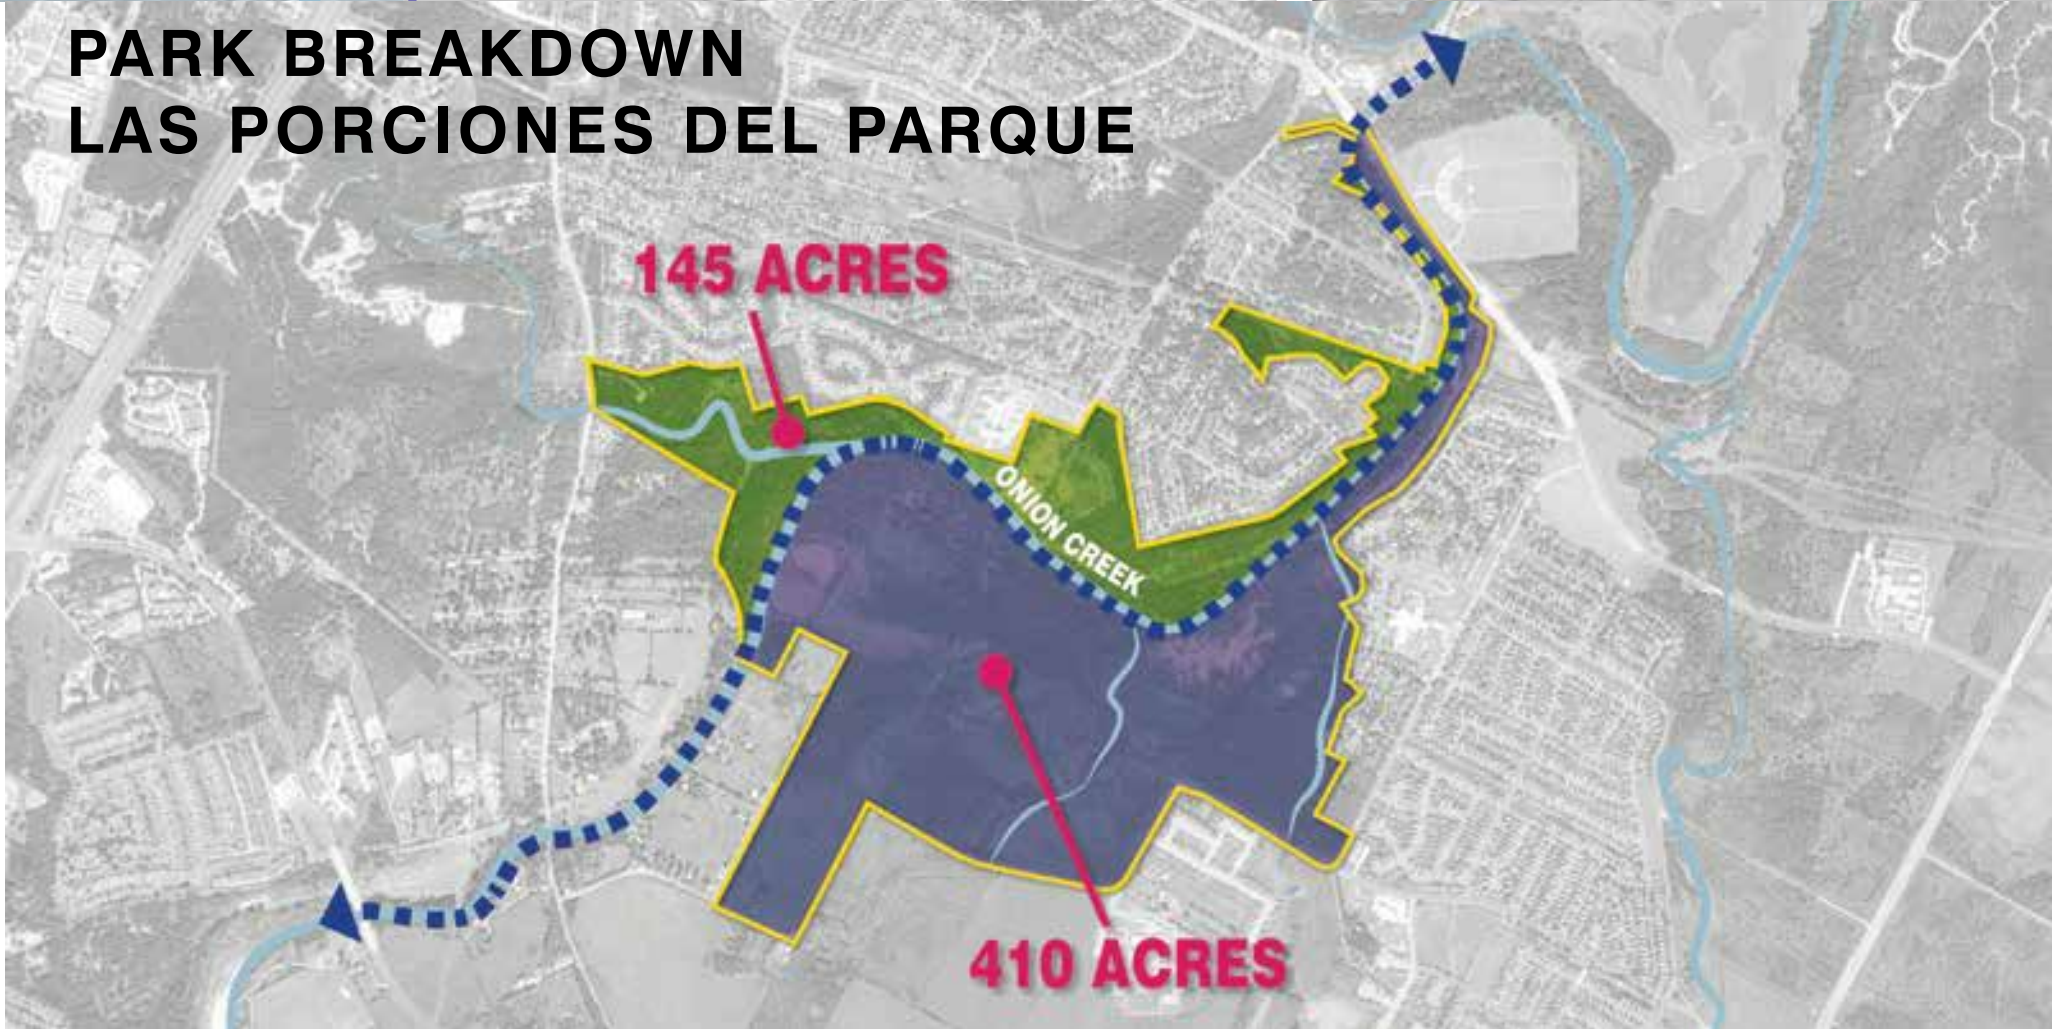 PARK BREAKDOWN
LAS PORCIONES DEL PARQUE
145 ACRES
ONION CREEK
410 ACRES